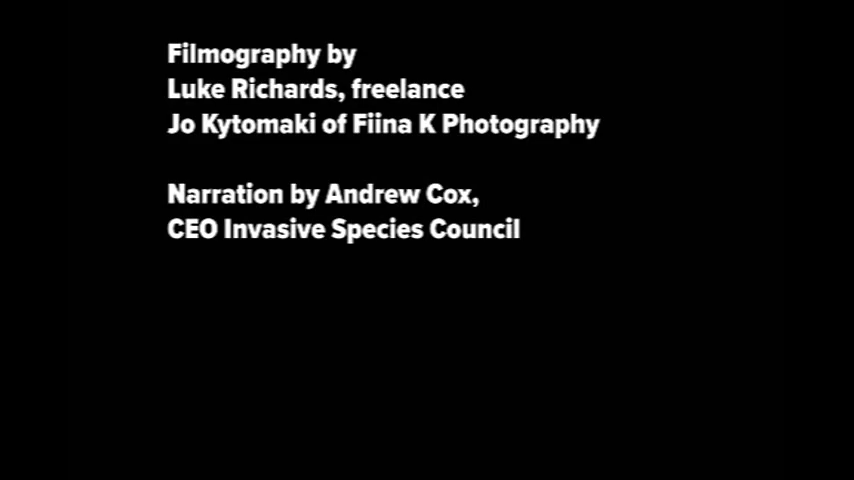 Filmography by
Luke Richards, freelance
Jo Kytomaki of Fiina K Photography
Narration by Andrew Cox,
CEO Invasive Species Council